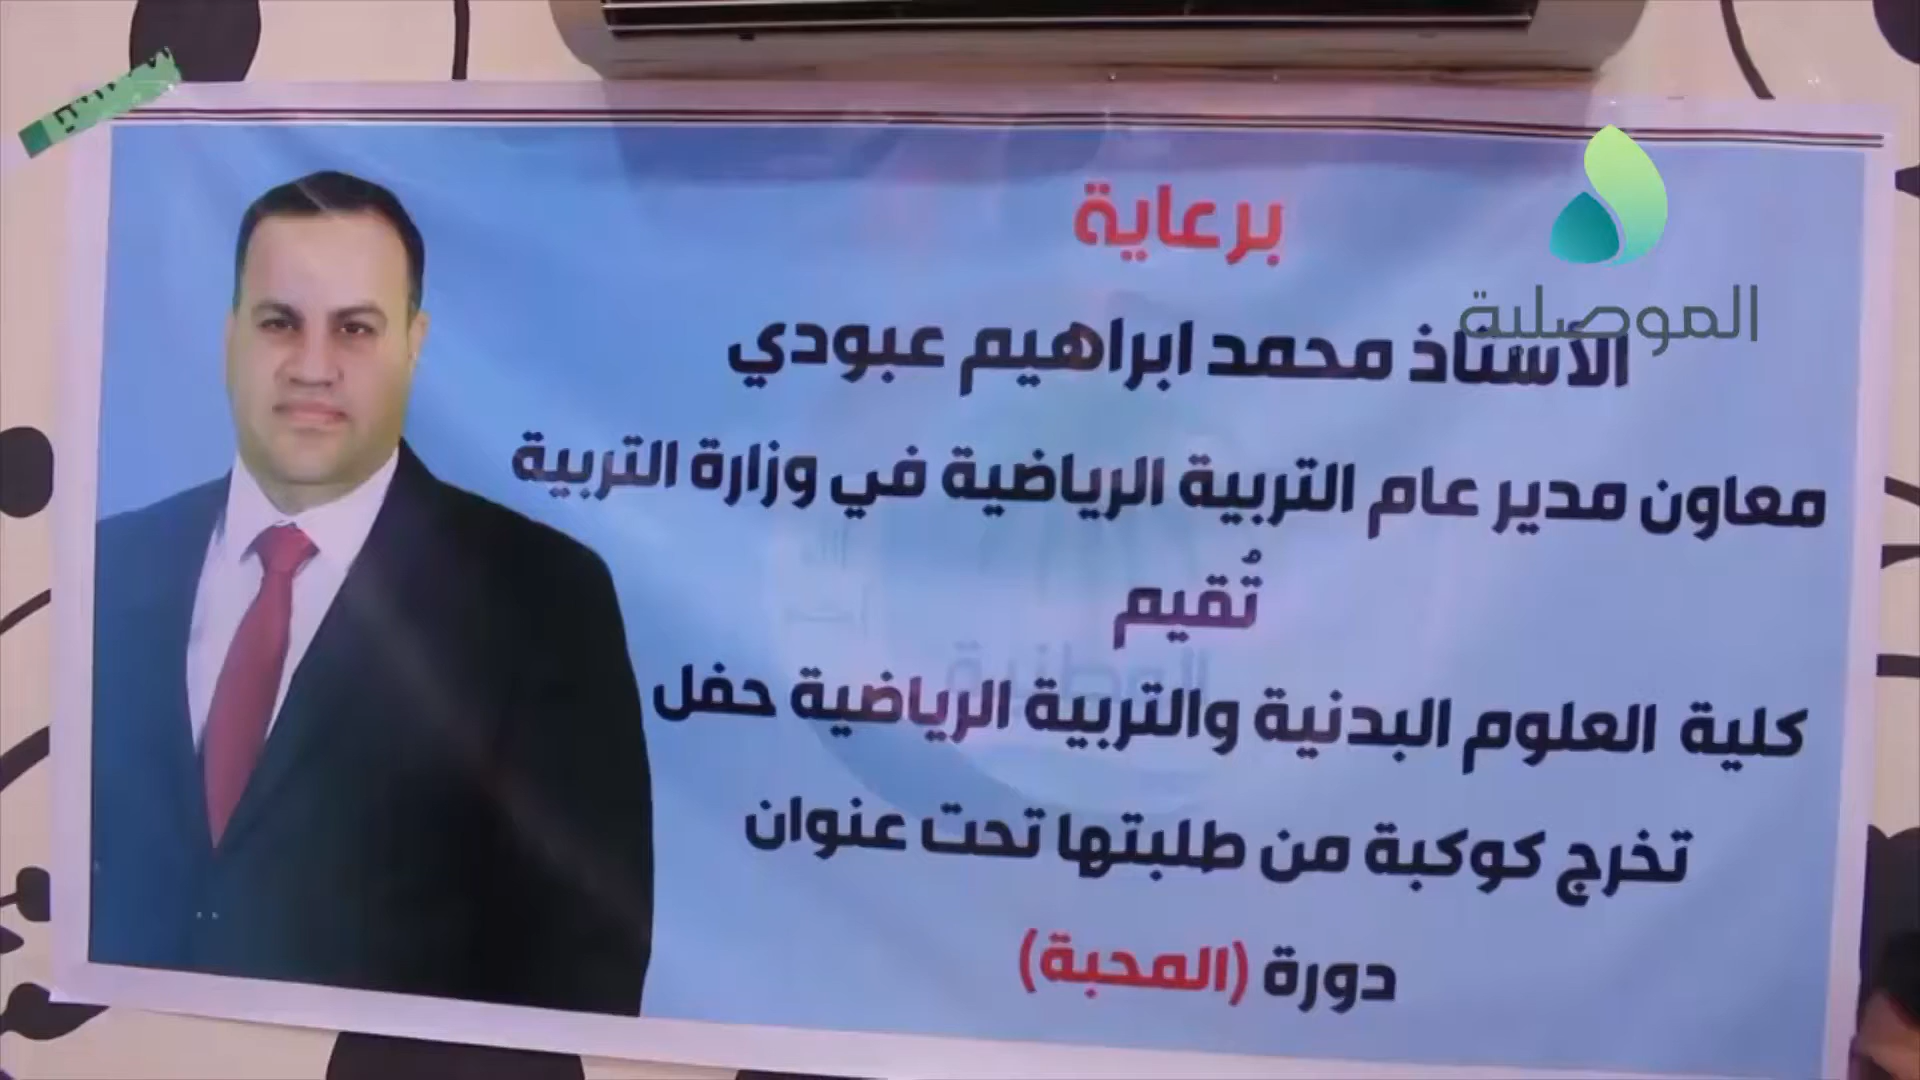 برعاية
الموصلية
الأستاذ محمد ابراهيم عبودي
معاون مدير عام التربية الرياضية في وزارة التربية
تُقيم
كلية العلوم البدنية والتربية الرياضية حفل
تخرج كوكبة من طلبتها تحت عنوان
دورة (المحبة)